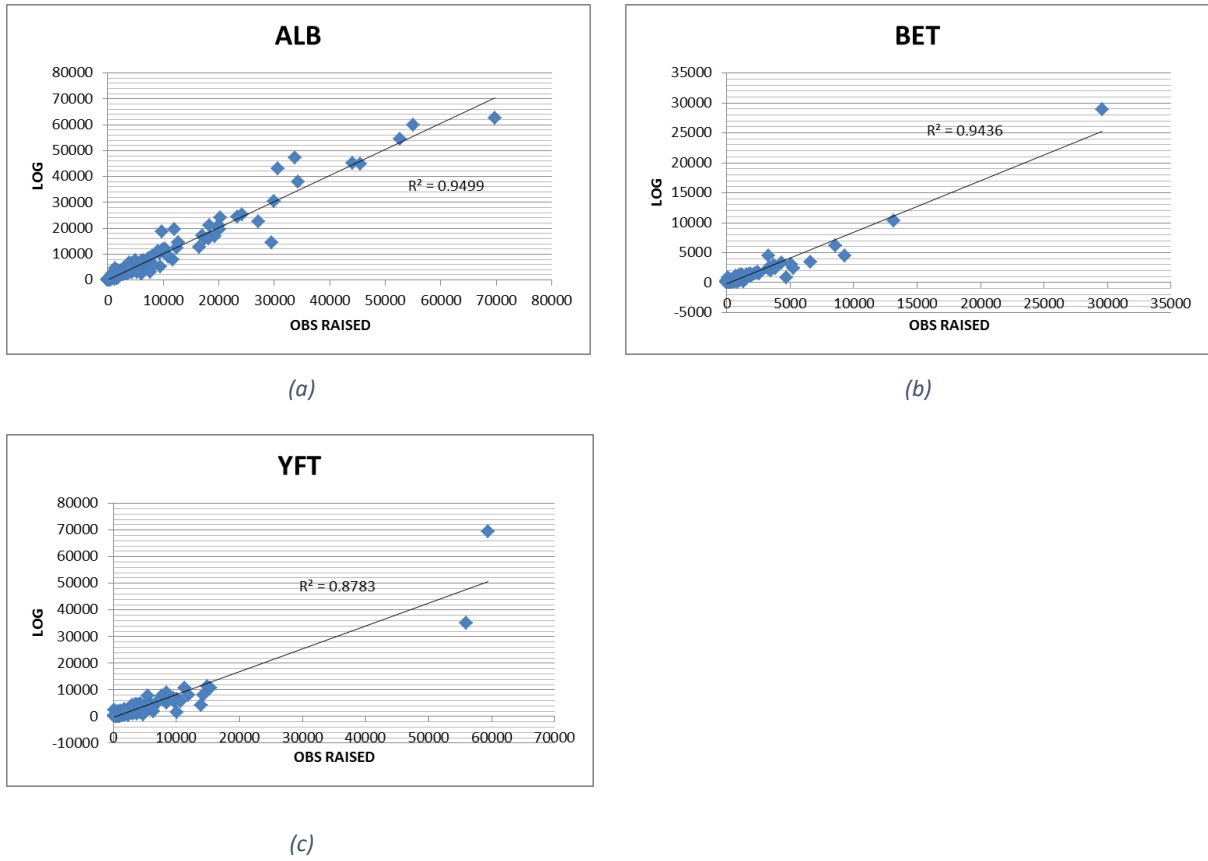 ALB
80000
70000
60000
50000
40000
30000
20000
10000
0
LOG
R² = 0.9499
0 10000 20000 30000 40000 50000 60000 70000 80000
OBS RAISED
(a)
BET
35000
30000
25000
20000
15000
10000
5000
0
-5000
LOG
R² = 0.9436
0 5000 10000 15000 20000 25000 30000 35000
OBS RAISED
(b)
YFT
80000
70000
60000
50000
40000
30000
20000
10000
0
-10000
LOG
R² = 0.8783
0 10000 20000 30000 40000 50000 60000 70000
OBS RAISED
(c)